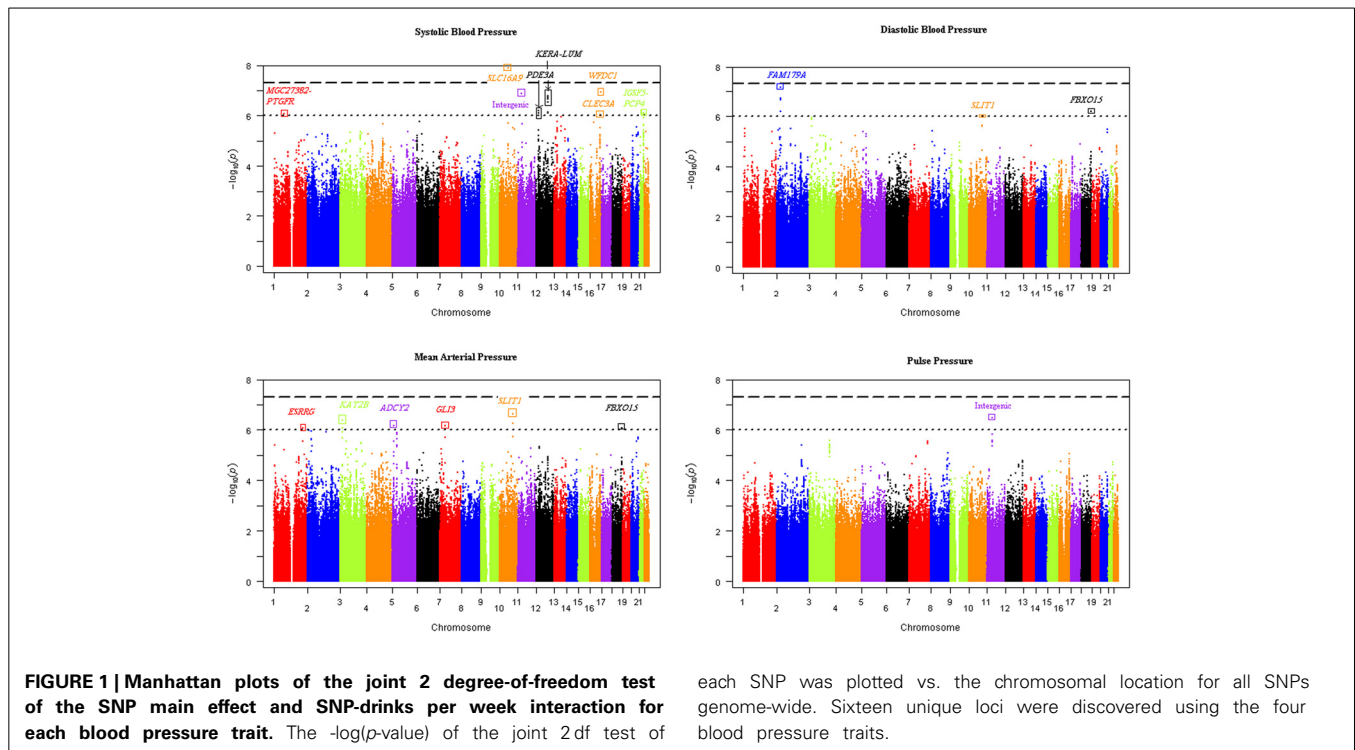 Systolic Blood Pressure
KERA-LUM
SLC16A9
PDE3A
WFDC1
MGC27382-
PTGFR
Intergenic
CLEC3A
IGSF5-
PCP4
-log10(p)
8
6
4
2
0
1 2 3 4 5 6 7 8 9 10 11 12 13 14 15 16 17 19 21
Chromosome
Diastolic Blood Pressure
FAM179A
SLIT1
FBXO15
-log10(p)
8
6
4
2
0
1 2 3 4 5 6 7 8 9 10 11 12 13 14 15 16 17 19 21
Chromosome
Mean Arterial Pressure
ESRRG
KAT2B
ADCY2
GLI3
SLIT1
FBXO15
-log10(p)
8
6
4
2
0
1 2 3 4 5 6 7 8 9 10 11 12 13 14 15 16 17 19 21
Chromosome
Pulse Pressure
Intergenic
-log10(p)
8
6
4
2
0
1 2 3 4 5 6 7 8 9 10 11 12 13 14 15 16 17 19 21
Chromosome
FIGURE 1 | Manhattan plots of the joint 2 degree-of-freedom test
of the SNP main effect and SNP-drinks per week interaction for
each blood pressure trait. The -log(p-value) of the joint 2 df test of
each SNP was plotted vs. the chromosomal location for all SNPs
genome-wide. Sixteen unique loci were discovered using the four
blood pressure traits.